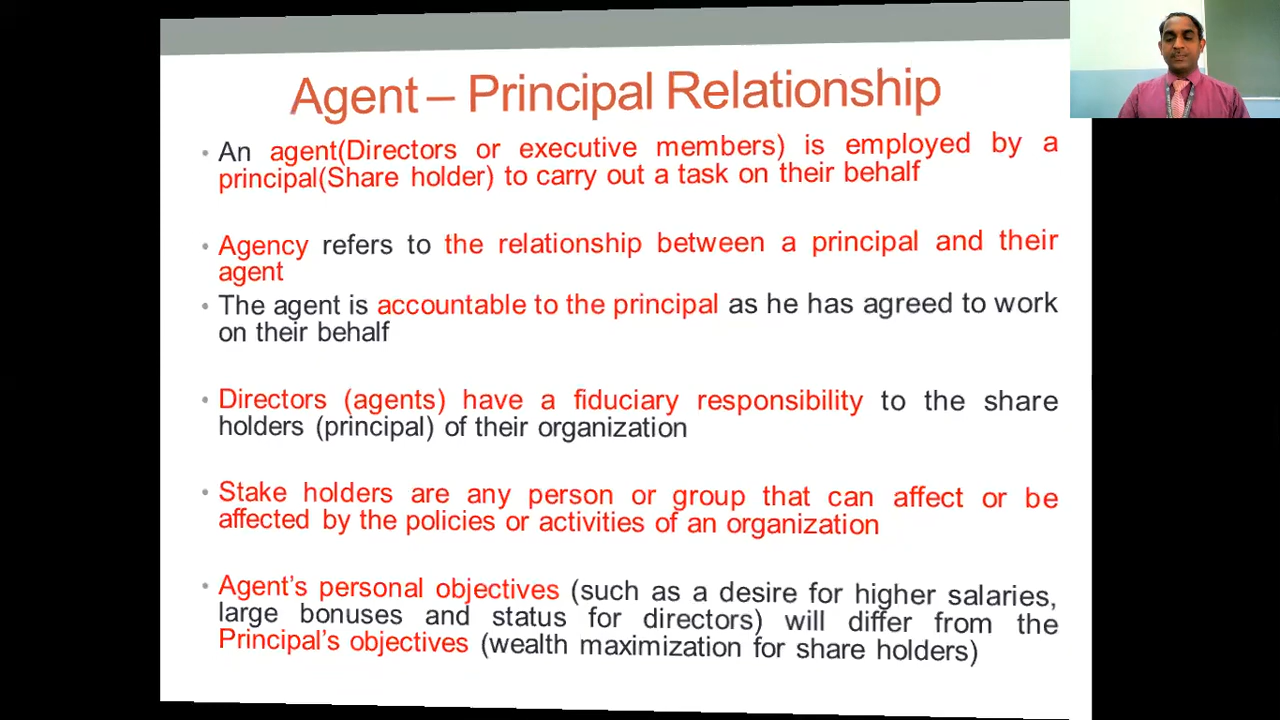 Agent – Principal Relationship
• An agent(Directors or executive members) is employed by a
principal(Share holder) to carry out a task on their behalf
• Agency refers to the relationship between a principal and their
agent
• The agent is accountable to the principal as he has agreed to work
on their behalf
• Directors (agents) have a fiduciary responsibility to the share
holders (principal) of their organization
• Stake holders are any person or group that can affect or be
affected by the policies or activities of an organization
• Agent’s personal objectives (such as a desire for higher salaries,
large bonuses and status for directors) will differ from the
Principal’s objectives (wealth maximization for share holders)